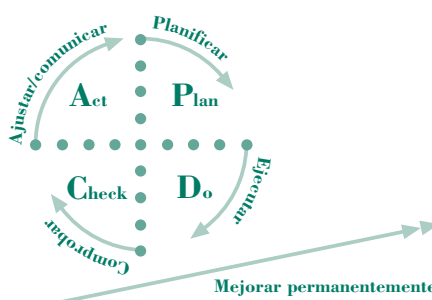 Ajustar/comunicar
Planificar
Act
Plan
Check
Do
Comprobar
Ejecutar
Mejorar permanentemente